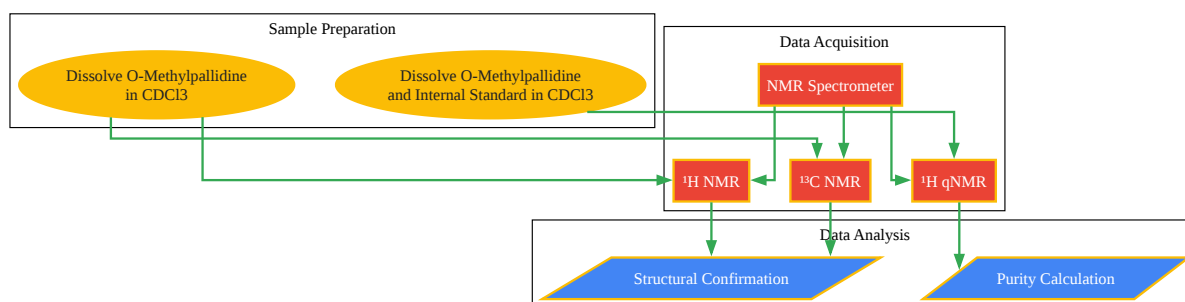 Sample Preparation
Dissolve O-Methylpallidine
in CDCl3
Dissolve O-Methylpallidine
and Internal Standard in CDCl3
Data Acquisition
NMR Spectrometer
¹H NMR
¹³C NMR
¹H qNMR
Data Analysis
Structural Confirmation
Purity Calculation